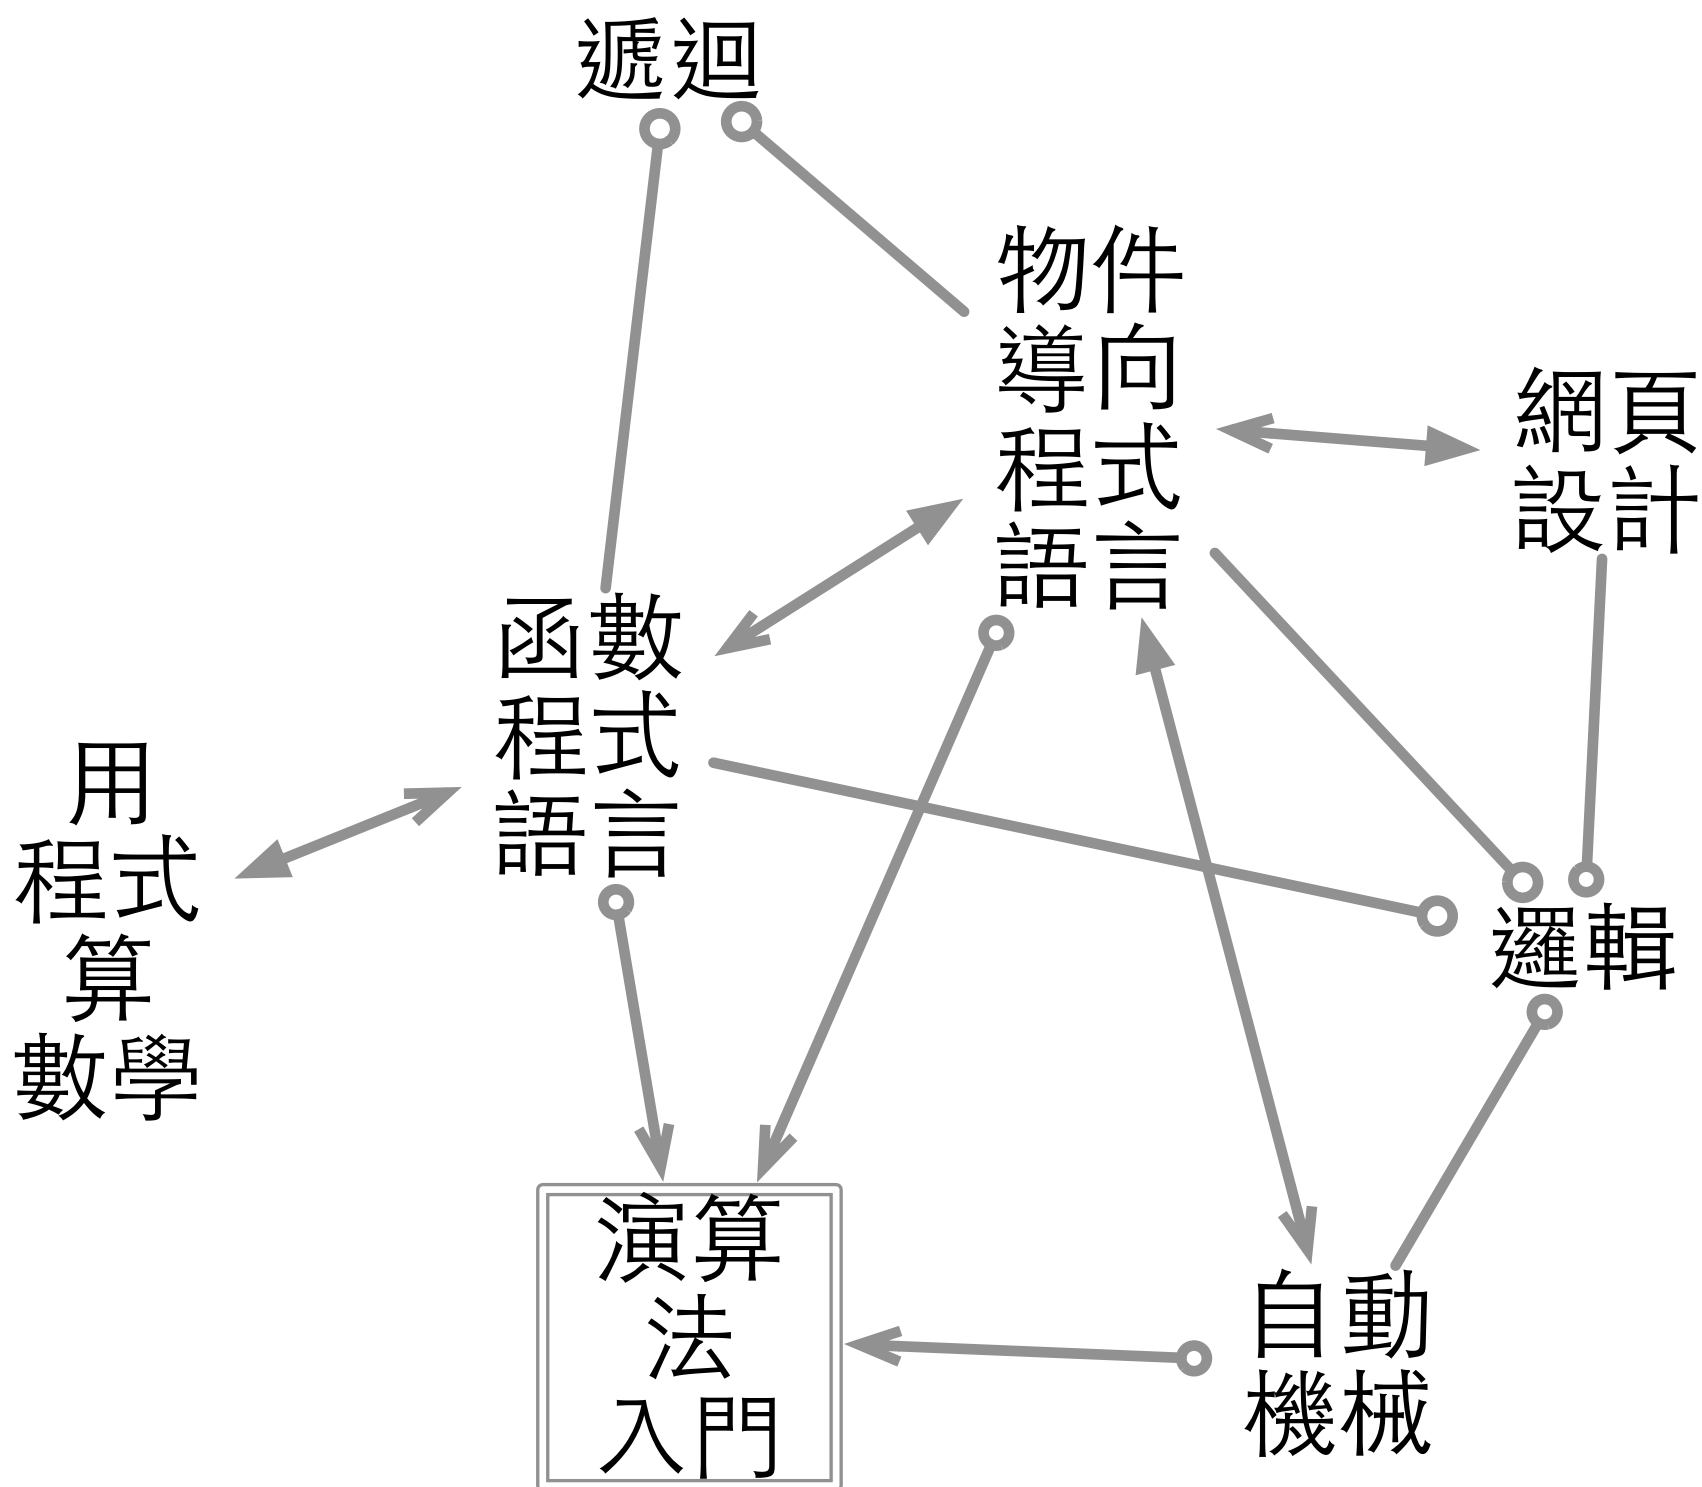 遞迴
物件
導向
程式
語言
網頁
設計
函數
程式
語言
用
程式
算
數學
邏輯
演算
法
入門
自動
機械